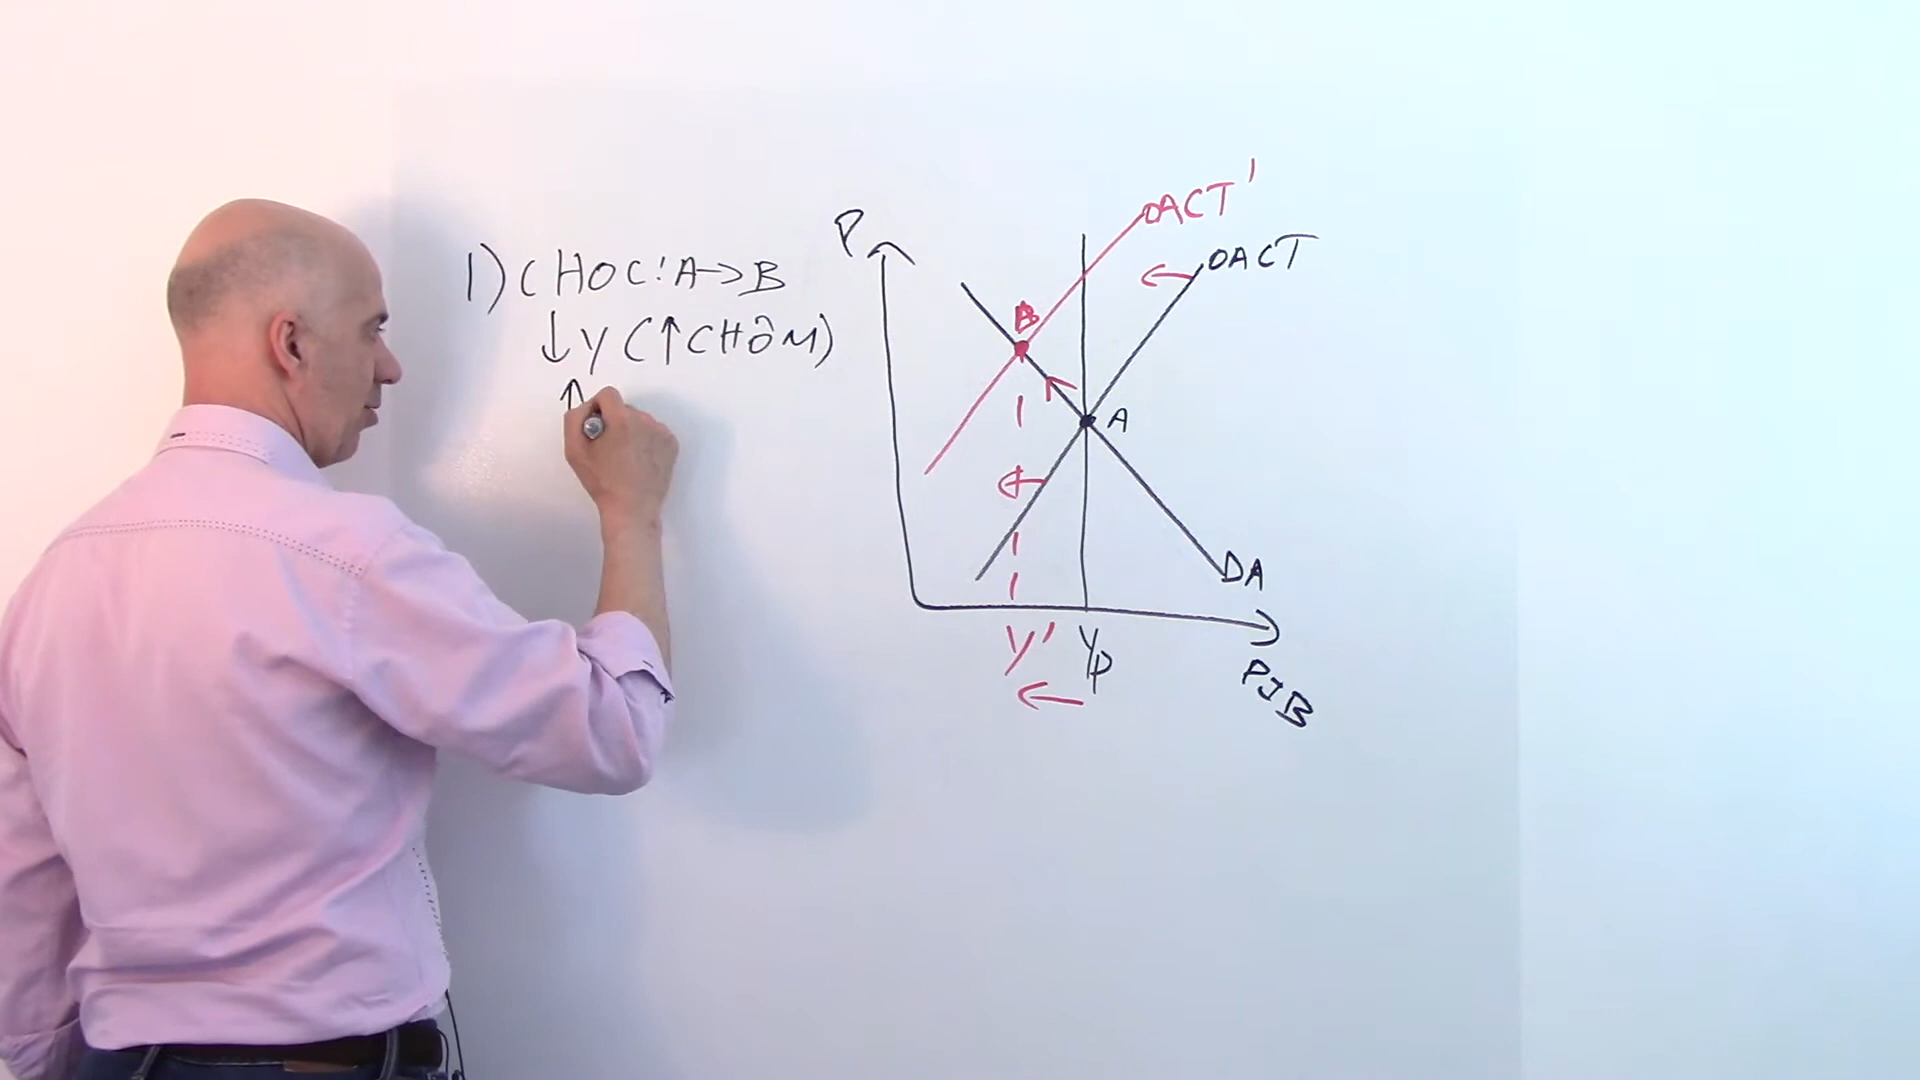 1) CHOC: A→B
↓Y (↑CHÔM)
↑
P
OACT'
OACT
B
A
DA
Y'
Yp
PIB